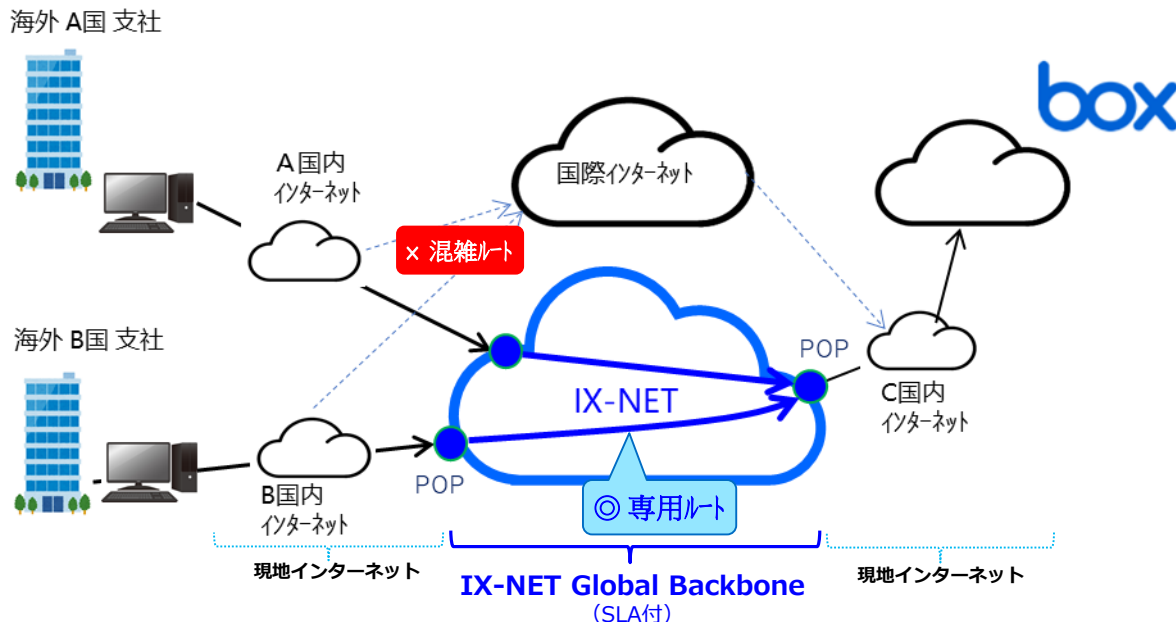 海外 A国 支社
box
A国内
インターネット
国際インターネット
× 混雑ルート
海外 B国 支社
POP
IX-NET
C国内
インターネット
POP
B国内
インターネット
◎ 専用ルート
現地インターネット
IX-NET Global Backbone
(SLA付)
現地インターネット